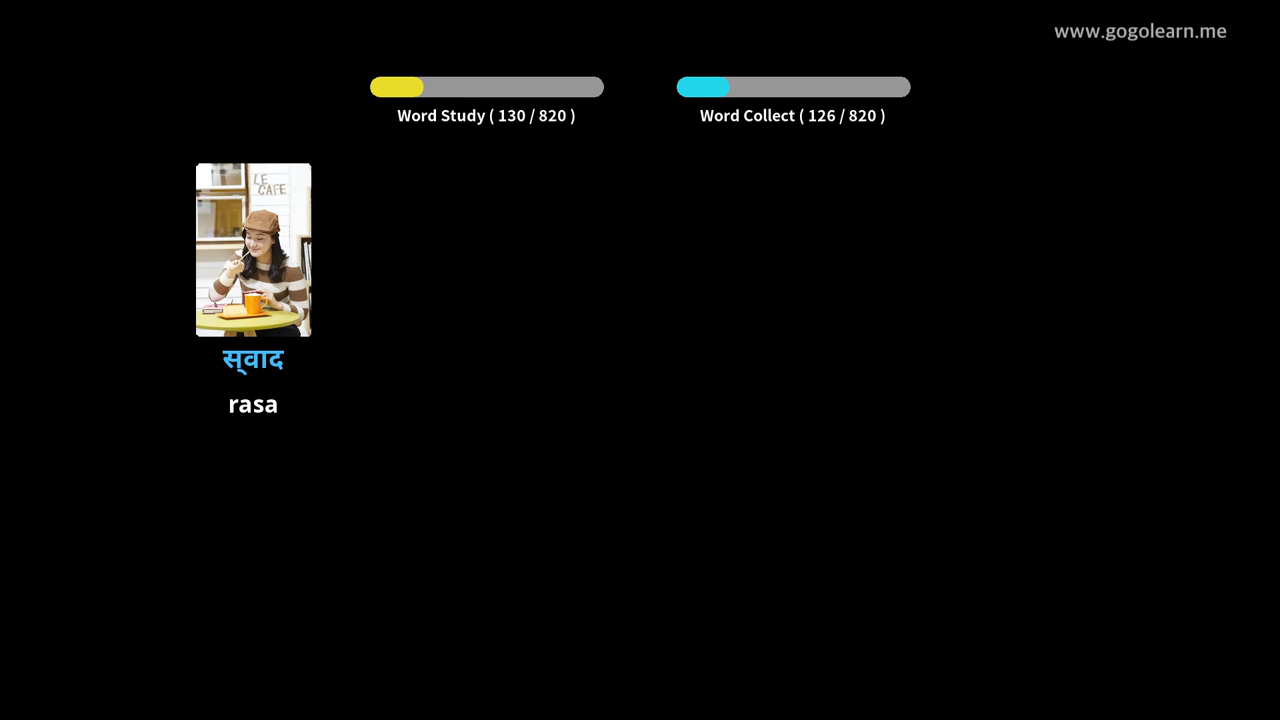 www.gogolearn.me
Word Study ( 130 / 820 )
Word Collect ( 126 / 820 )
LE
CAFE
स्वाद
rasa